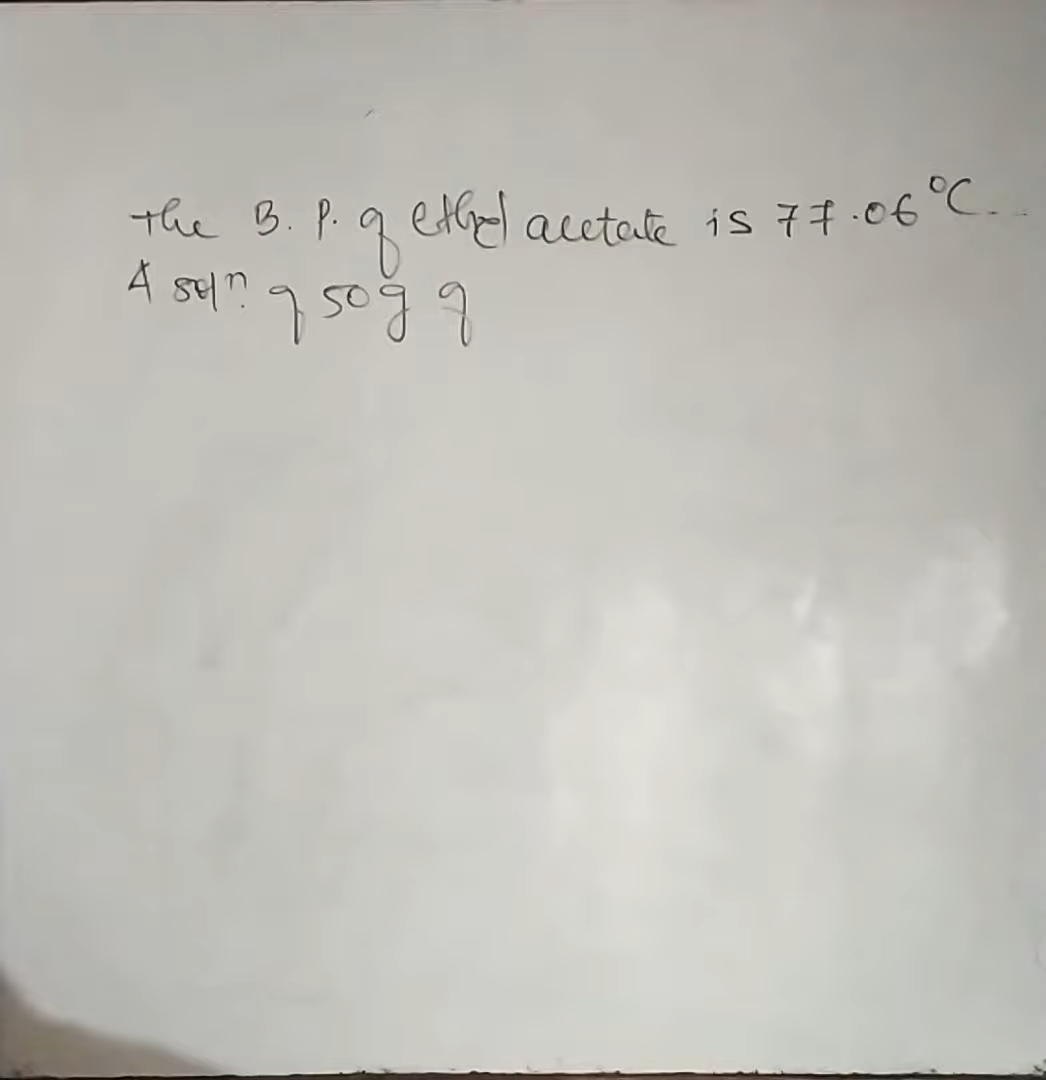 The B. P. of ethyl acetate is 77.06°C.
A soln. of 50g of